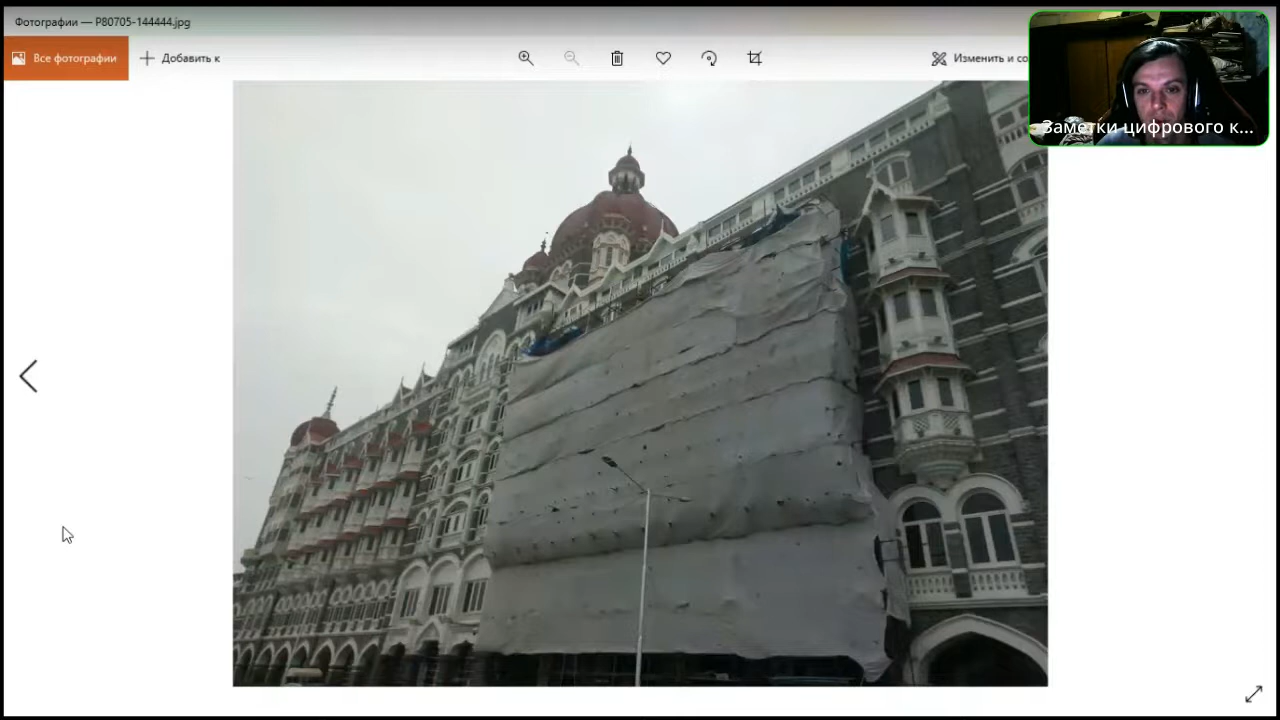 Фотографии — P80705-144444.jpg
Все фотографии
Добавить к
Изменить и со
Заметки цифрового к...